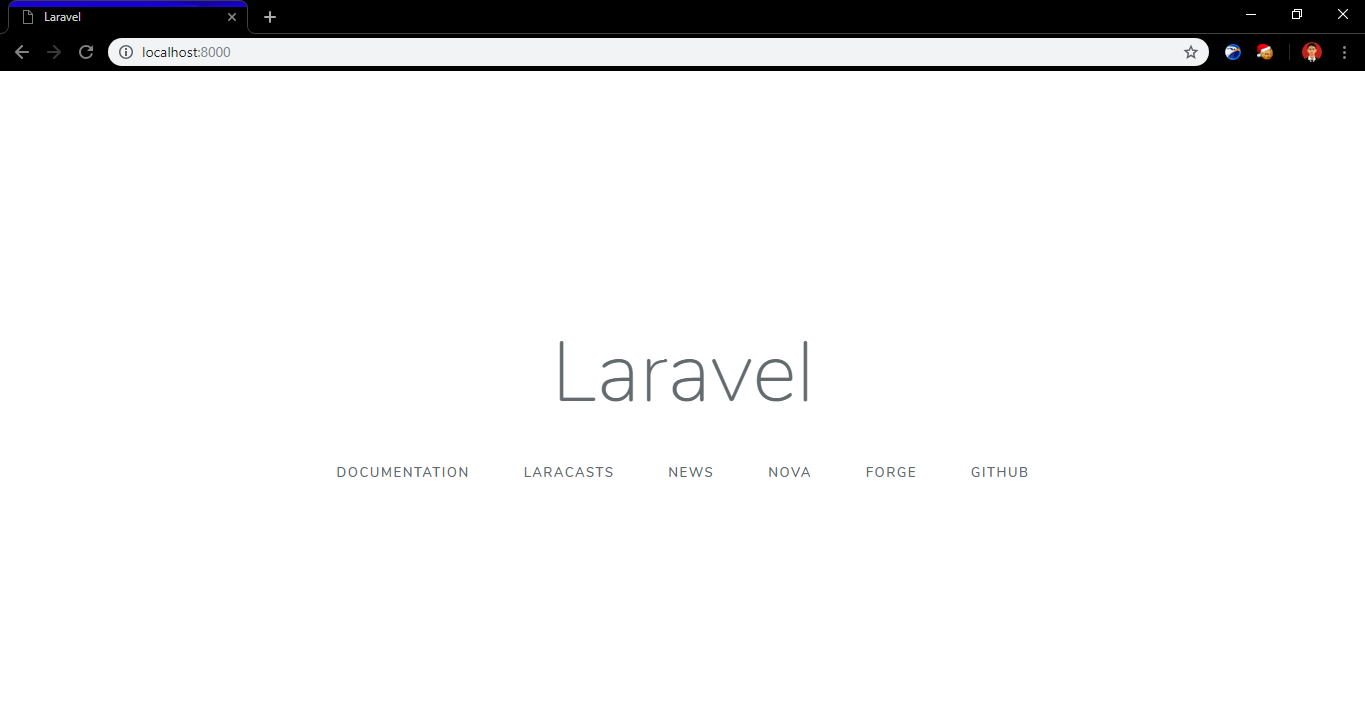 Laravel
localhost:8000
Laravel
DOCUMENTATION LARACASTS NEWS NOVA FORGE GITHUB